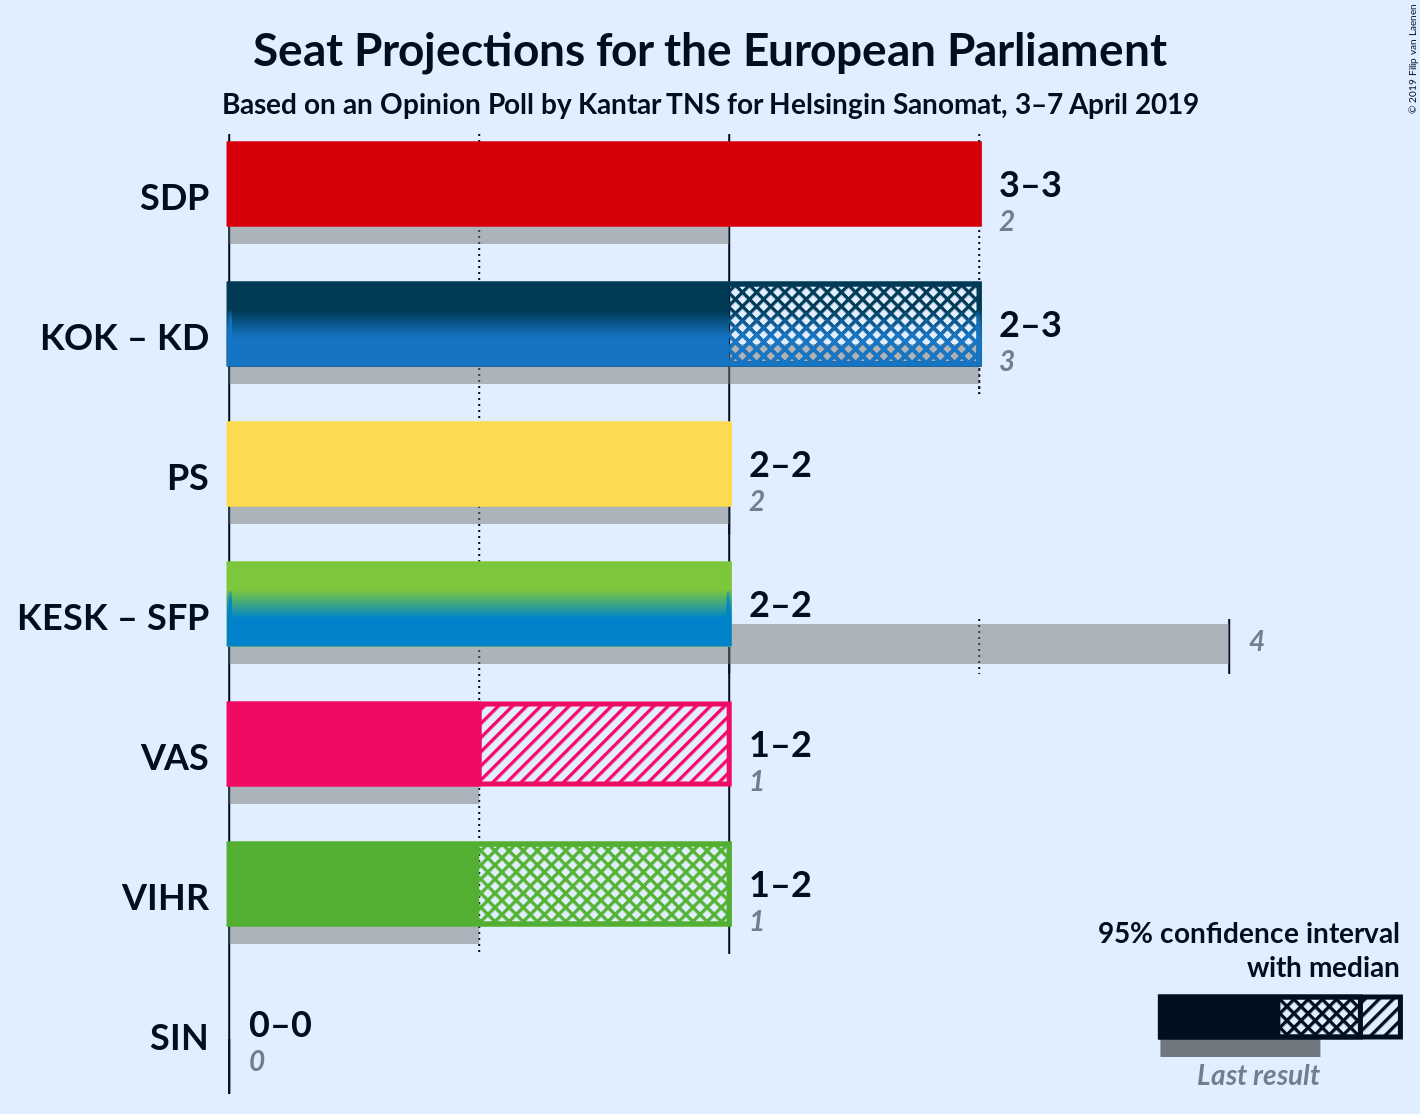 Seat Projections for the European Parliament
Based on an Opinion Poll by Kantar TNS for Helsingin Sanomat, 3–7 April 2019
© 2019 Filip van Laenen
SDP
3–3
2
KOK – KD
2–3
3
PS
2–2
2
KESK – SFP
2–2
4
VAS
1–2
1
VIHR
1–2
1
SIN
0–0
0
95% confidence interval
with median
Last result